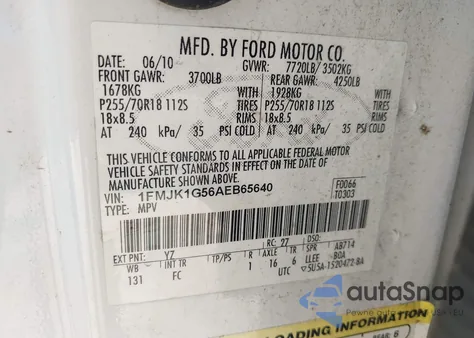 MFD. BY FORD MOTOR CO.
DATE: 06/10 GVWR: 7720LB/ 3502KG
FRONT GAWR: 3700LB REAR GAWR: 4250LB
1678KG WITH 1928KG WITH
P255/70R18 112S TIRES P255/70R18 112S TIRES
18x8.5 RIMS 18x8.5 RIMS
AT 240 kPa/ 35 PSI COLD AT 240 kPa/ 35 PSI COLD
THIS VEHICLE CONFORMS TO ALL APPLICABLE FEDERAL MOTOR
VEHICLE SAFETY STANDARDS IN EFFECT ON THE DATE OF
MANUFACTURE SHOWN ABOVE.
VIN: 1FMJK1G56AEB65640 F0066
TYPE: MPV T0303
EXT PNT: YZ RC: 27 DSO:
WB INT TR TP/PS R AXLE TR SPR AB714
131 FC 1 16 6 LLEE -BOA
UTC 5U5A-1520472-BA
autoSnap
LOADING INFORMATION
REAR: